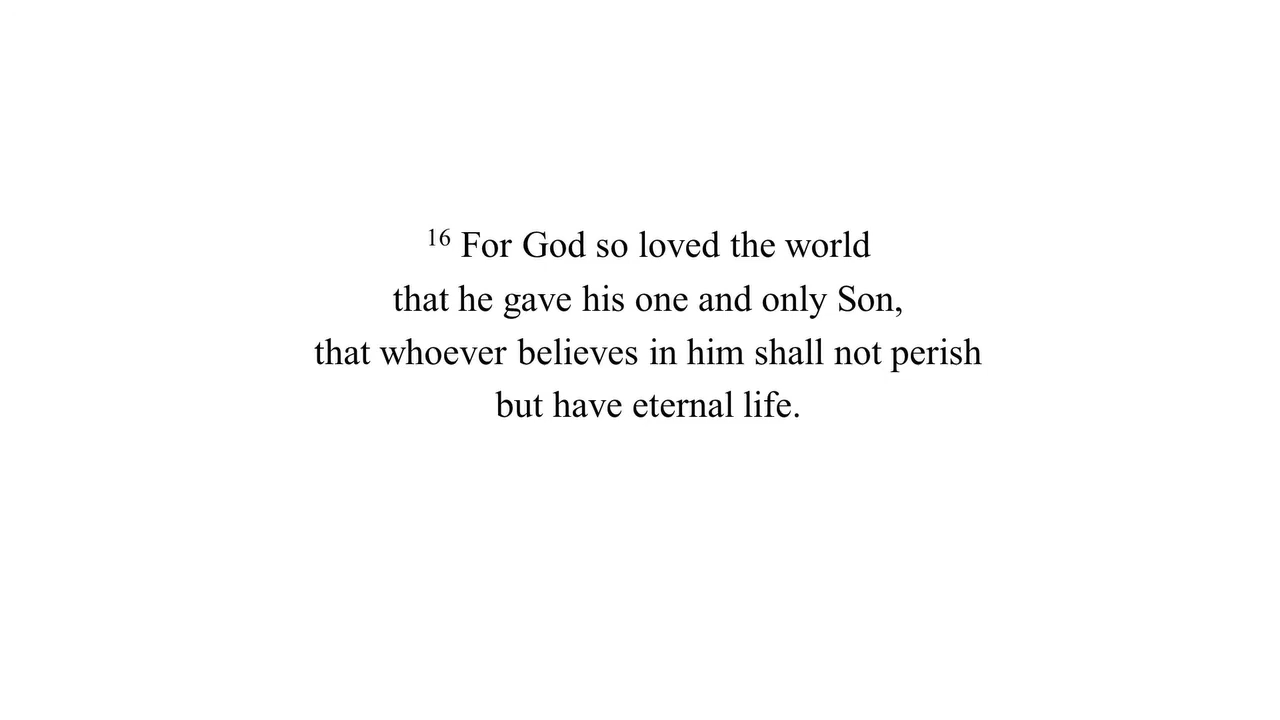 16 For God so loved the world
that he gave his one and only Son,
that whoever believes in him shall not perish
but have eternal life.